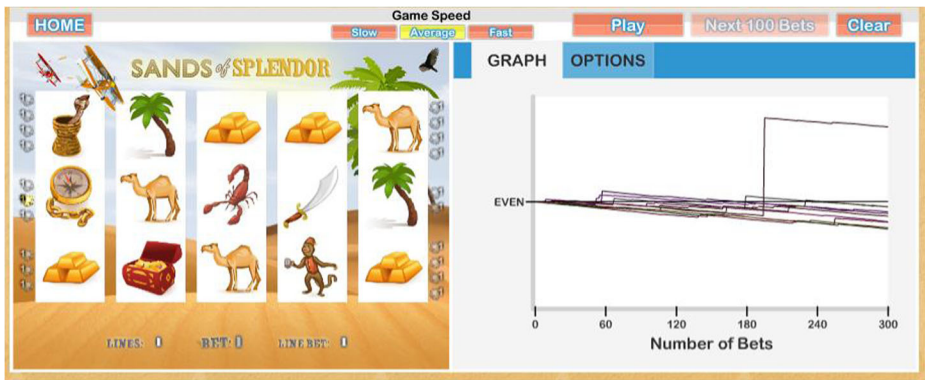 HOME
Game Speed
Slow Average Fast
Play Next 100 Bets Clear
SANDS of SPLENDOR
GRAPH OPTIONS
EVEN
0 60 120 180 240 300
Number of Bets
LINES: 0 BET: 0 LINE BET: 0